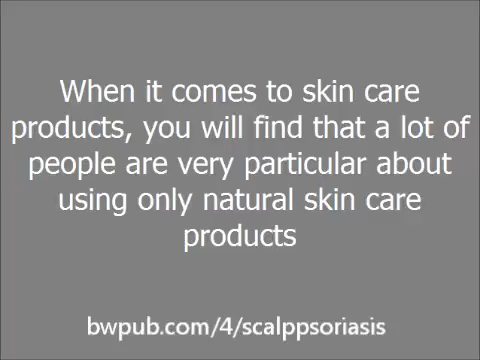 When it comes to skin care
products, you will find that a lot of
people are very particular about
using only natural skin care
products
bwpub.com/4/scalppsoriasis